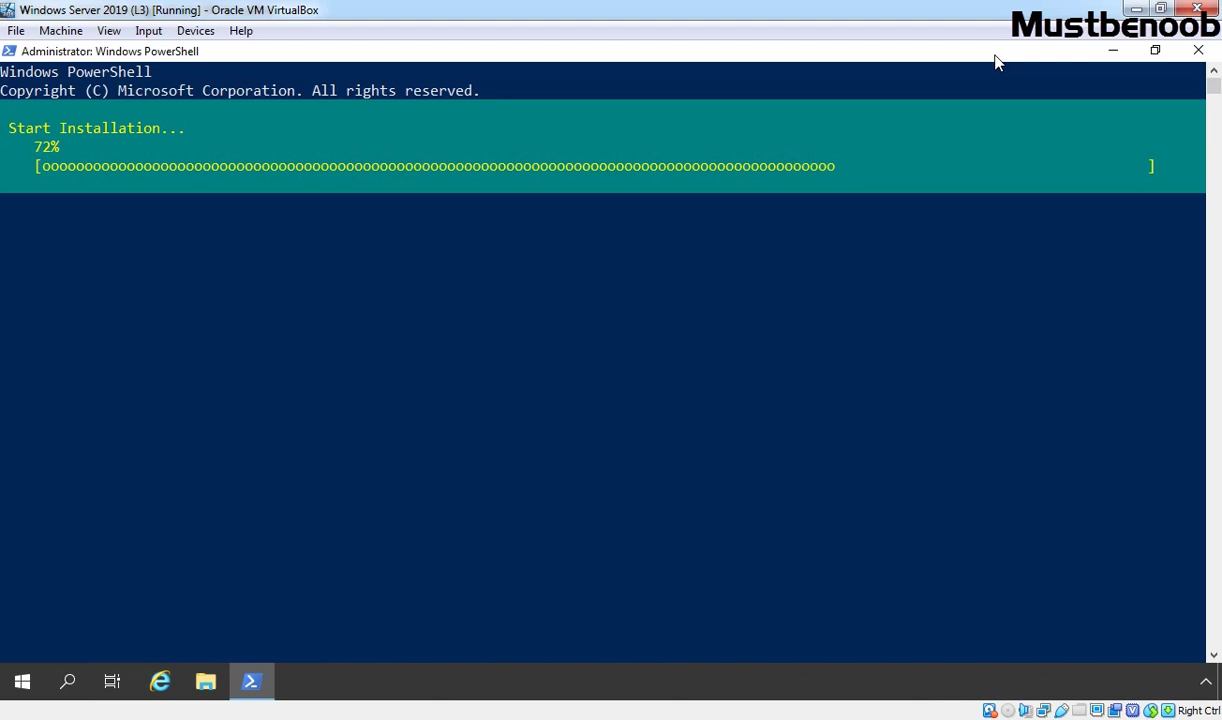 Windows Server 2019 (L3) [Running] - Oracle VM VirtualBox
Mustbenoob
File Machine View Input Devices Help
Administrator: Windows PowerShell
Windows PowerShell
Copyright (C) Microsoft Corporation. All rights reserved.
Start Installation...
72%
[oooooooooooooooooooooooooooooooooooooooooooooooooooooooooooooooooooooooooooooooooooooooooooooo ]
Right Ctrl